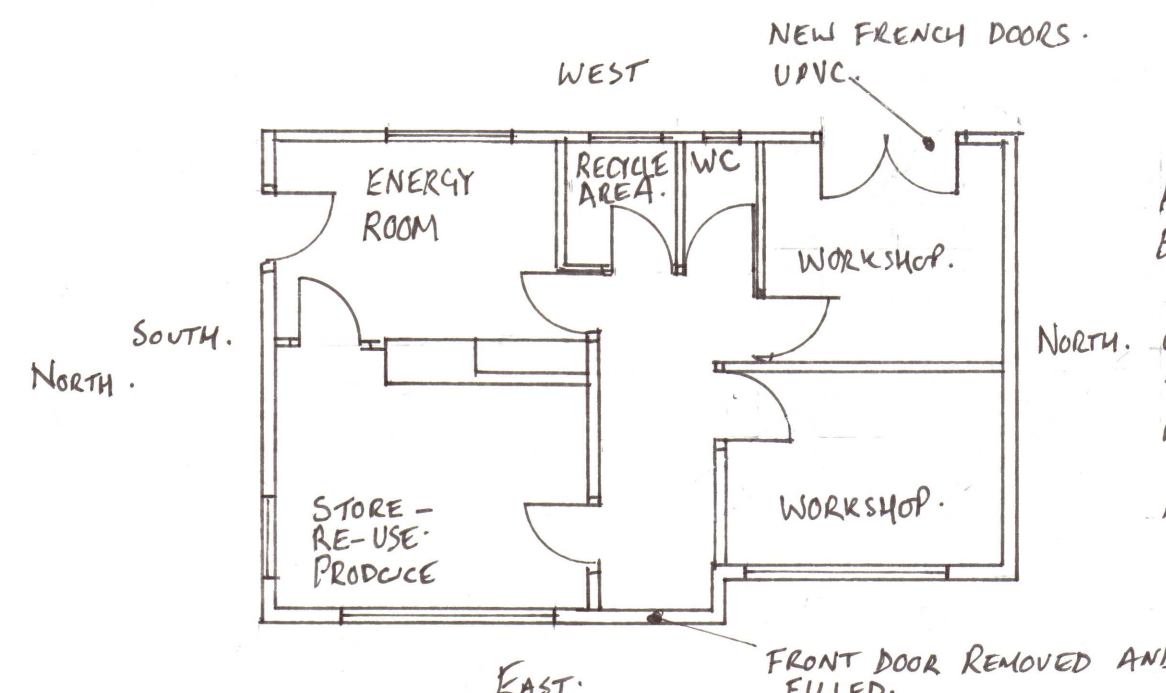 NEW FRENCH DOORS.
UPVC.
WEST
ENERGY
ROOM
RECYCLE
AREA.
WC
WORKSHOP.
SOUTH.
NORTH.
NORTH.
STORE -
RE-USE.
PRODUCE
WORKSHOP.
EAST.
FRONT DOOR REMOVED AND
FILLED.